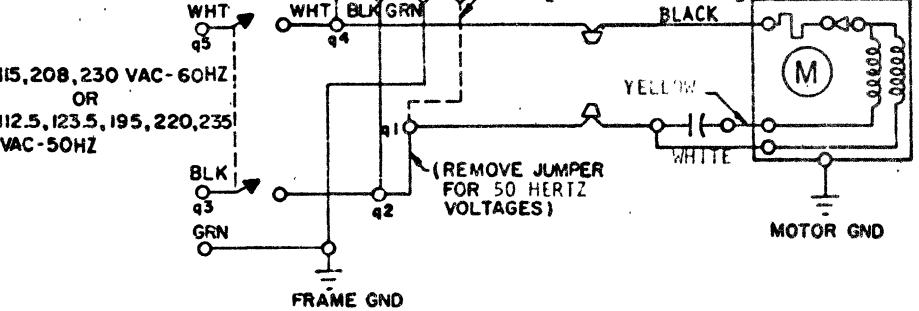 WHT
q5
WHT
BLK
GRN
q4
BLACK
115,208,230 VAC-60HZ
OR
112.5,123.5,195,220,235
VAC-50HZ
M
YELLOW
q1
WHITE
(REMOVE JUMPER
FOR 50 HERTZ
VOLTAGES)
BLK
q3
q2
GRN
MOTOR GND
FRAME GND